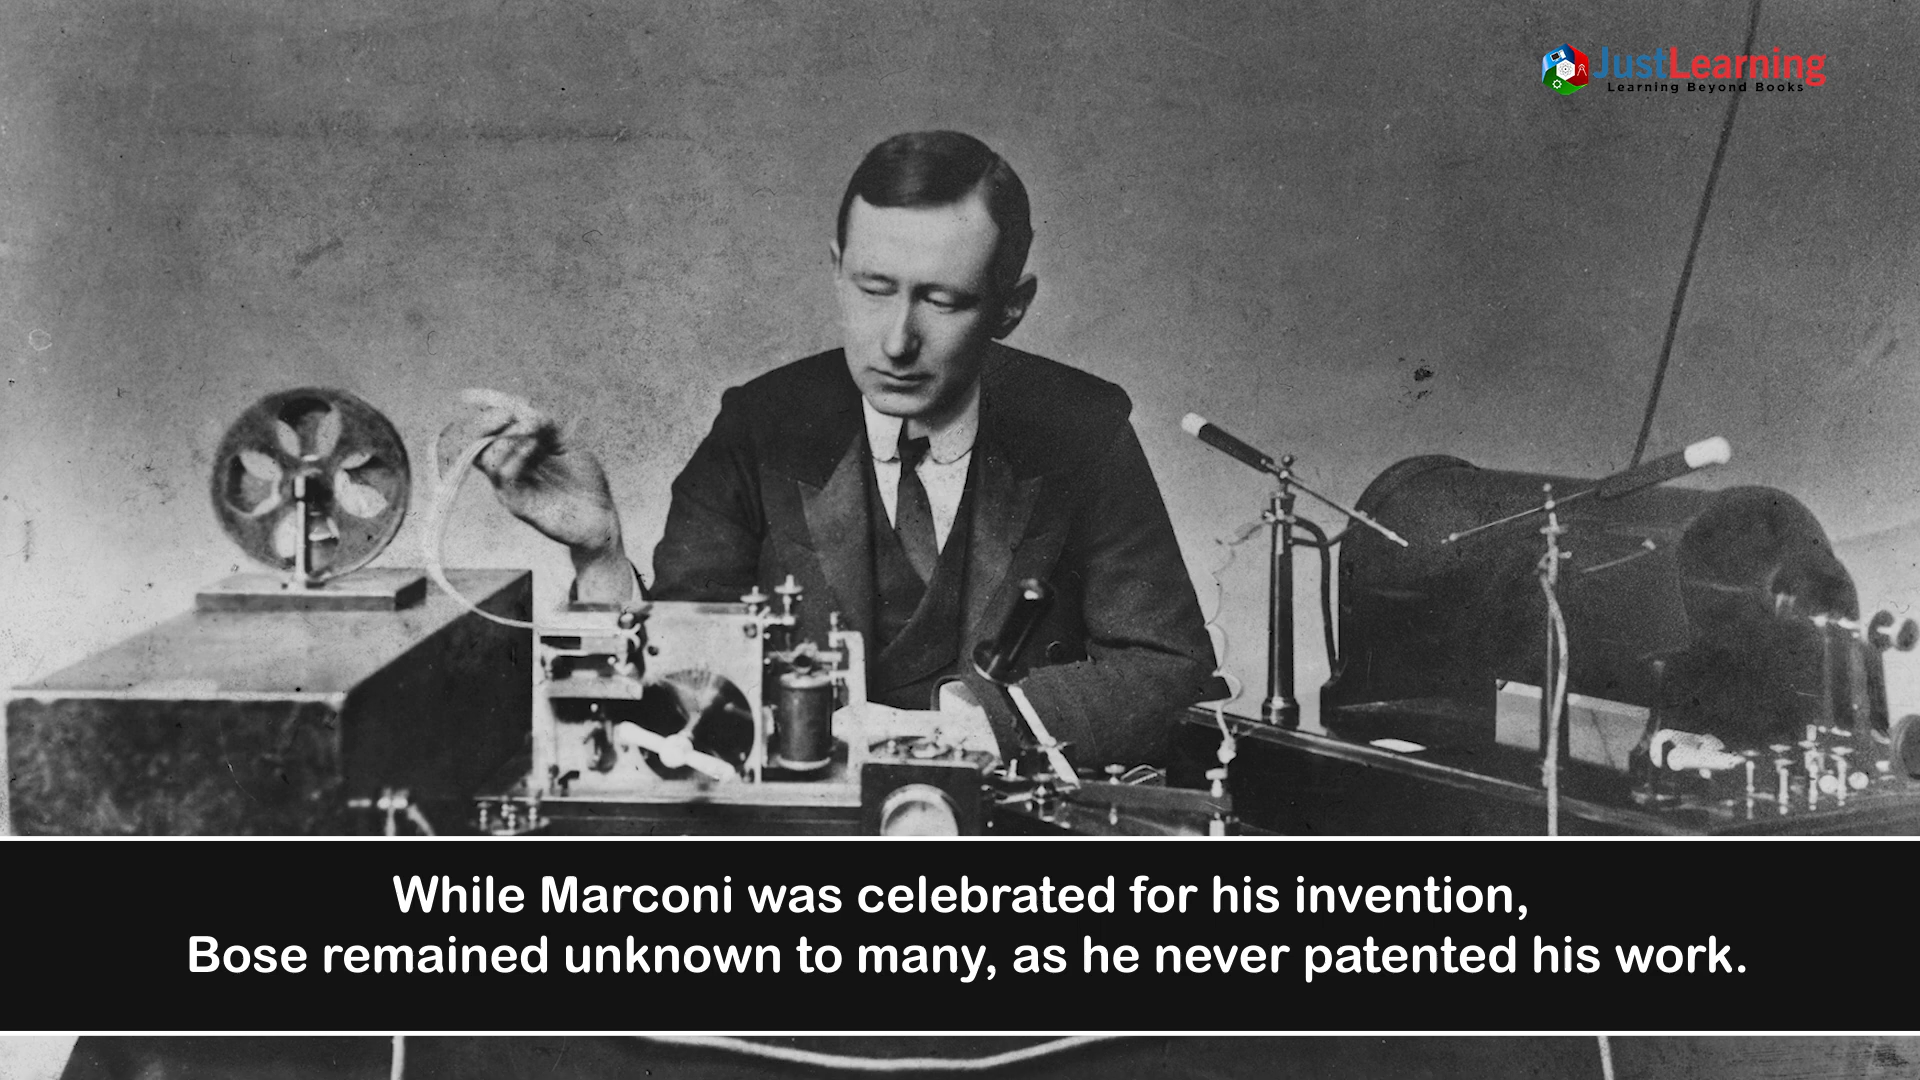 JustLearning
Learning Beyond Books
While Marconi was celebrated for his invention,
Bose remained unknown to many, as he never patented his work.